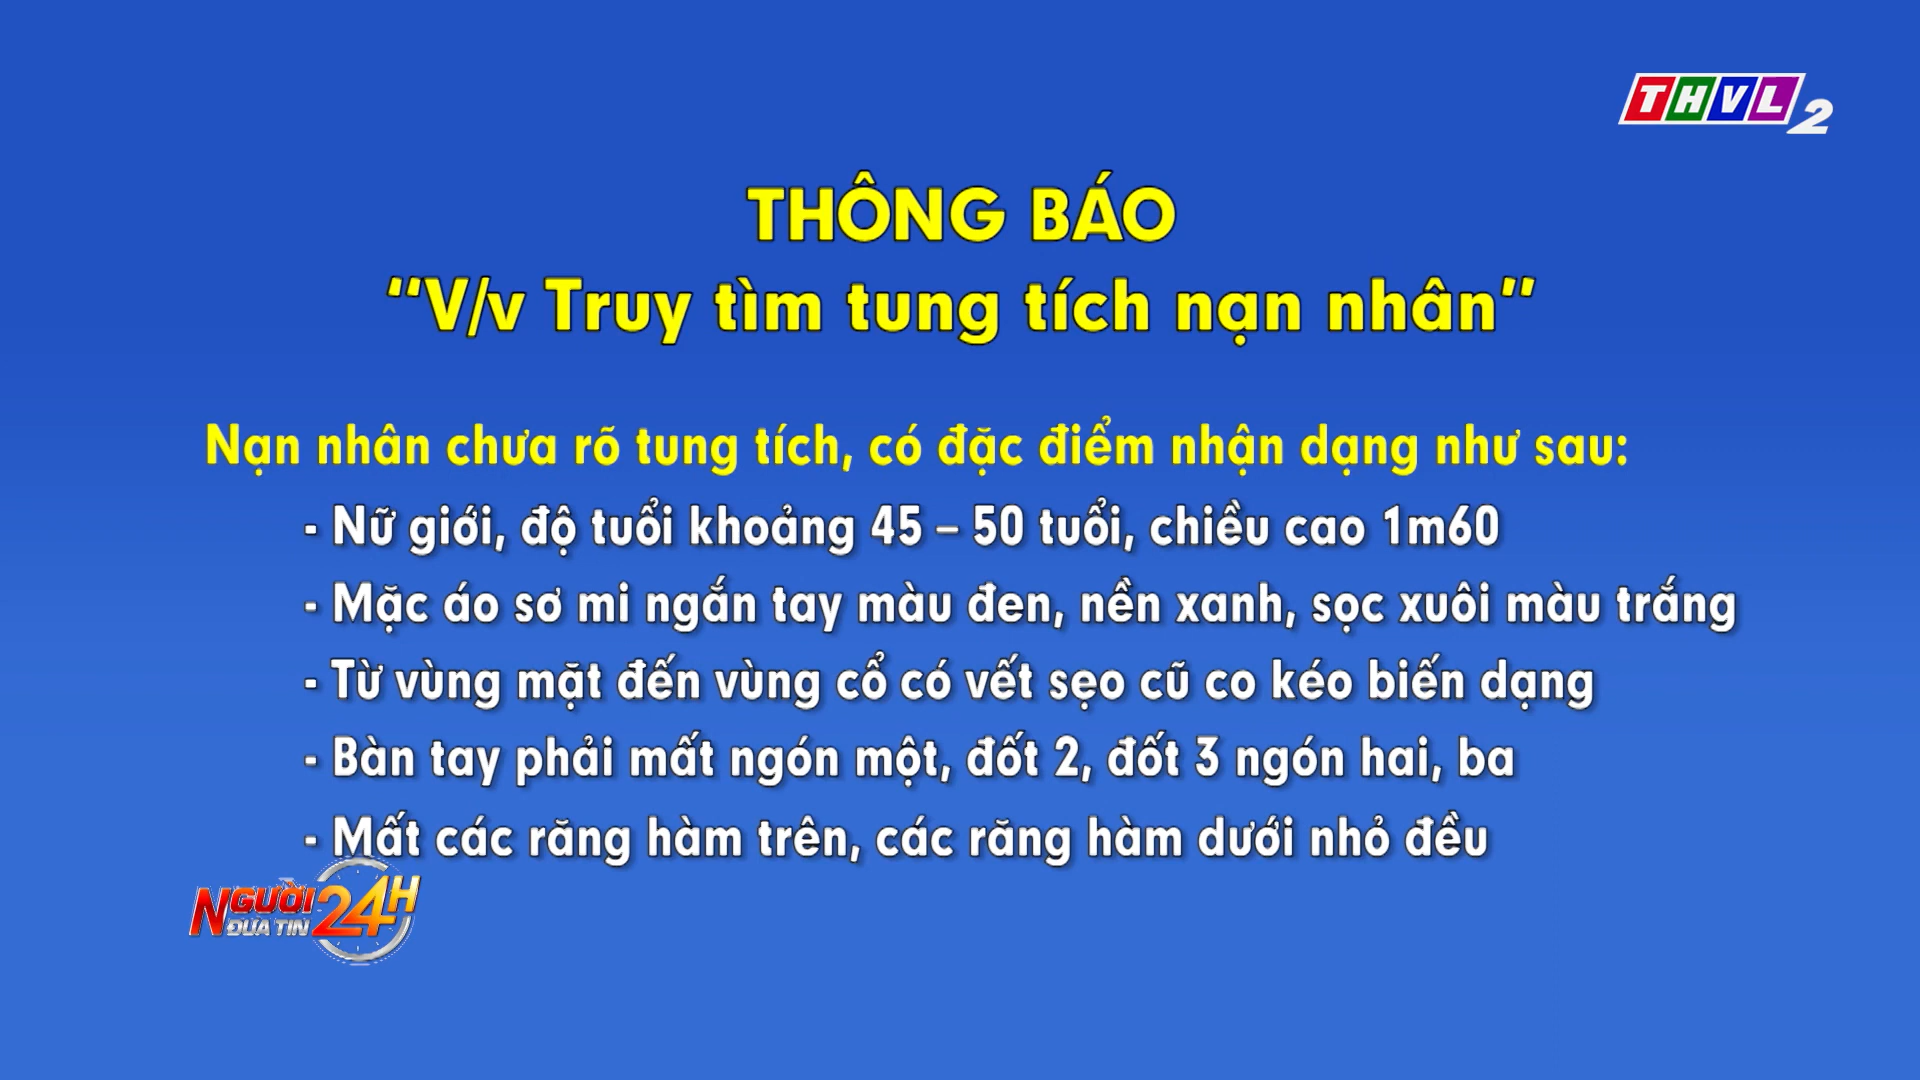 THVL2
THÔNG BÁO
“V/v Truy tìm tung tích nạn nhân”
Nạn nhân chưa rõ tung tích, có đặc điểm nhận dạng như sau:
- Nữ giới, độ tuổi khoảng 45 – 50 tuổi, chiều cao 1m60
- Mặc áo sơ mi ngắn tay màu đen, nền xanh, sọc xuôi màu trắng
- Từ vùng mặt đến vùng cổ có vết sẹo cũ co kéo biến dạng
- Bàn tay phải mất ngón một, đốt 2, đốt 3 ngón hai, ba
- Mất các răng hàm trên, các răng hàm dưới nhỏ đều
NGƯỜI ĐƯA TIN 24H